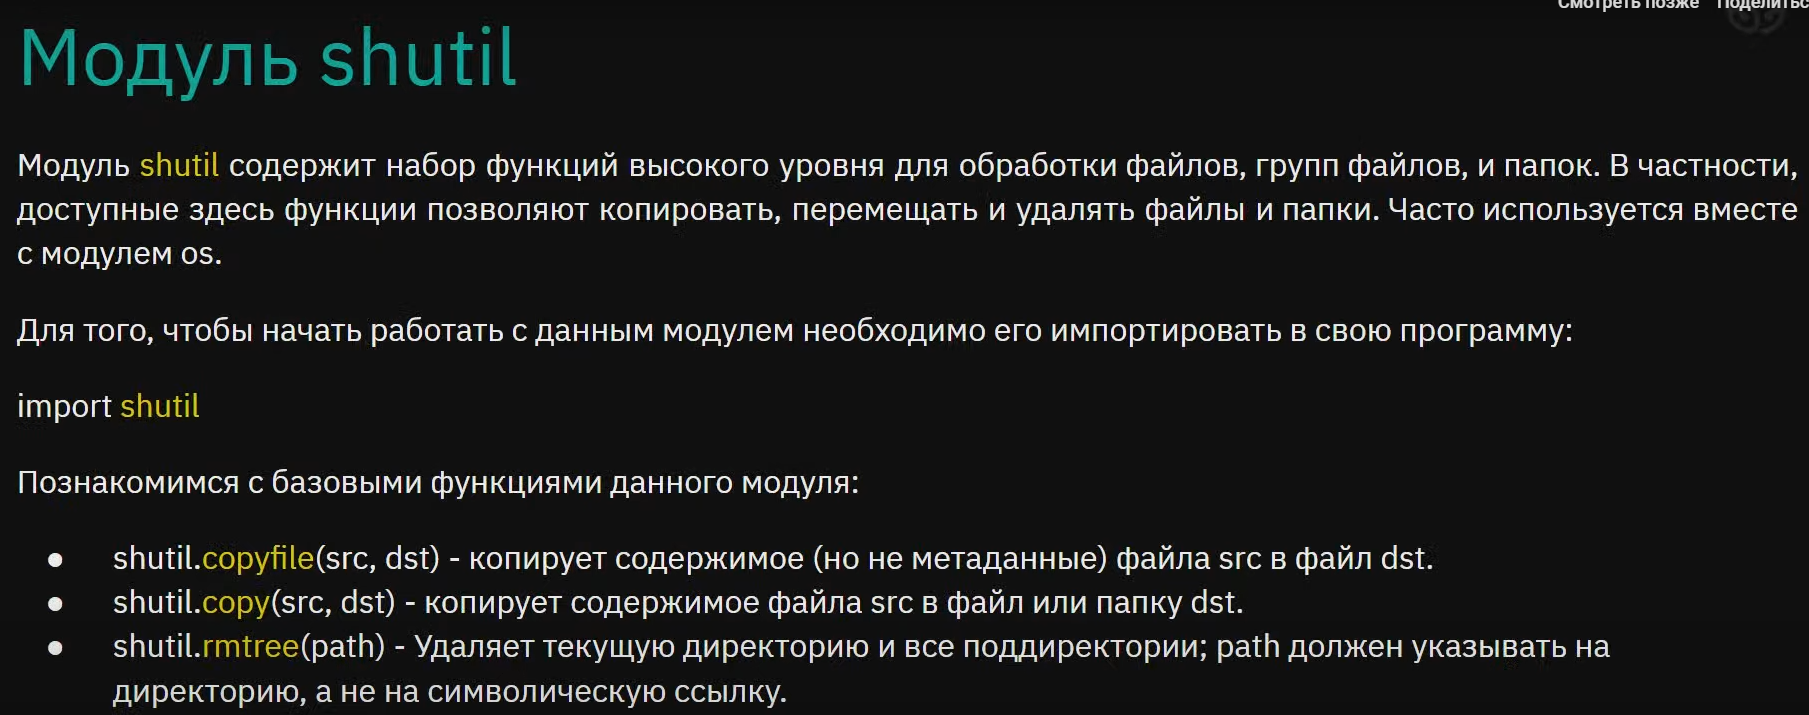 Смотреть позже Поделиться
Модуль shutil
Модуль shutil содержит набор функций высокого уровня для обработки файлов, групп файлов, и папок. В частности,
доступные здесь функции позволяют копировать, перемещать и удалять файлы и папки. Часто используется вместе
с модулем os.
Для того, чтобы начать работать с данным модулем необходимо его импортировать в свою программу:
import shutil
Познакомимся с базовыми функциями данного модуля:
● shutil.copyfile(src, dst) - копирует содержимое (но не метаданные) файла src в файл dst.
● shutil.copy(src, dst) - копирует содержимое файла src в файл или папку dst.
● shutil.rmtree(path) - Удаляет текущую директорию и все поддиректории; path должен указывать на
директорию, а не на символическую ссылку.